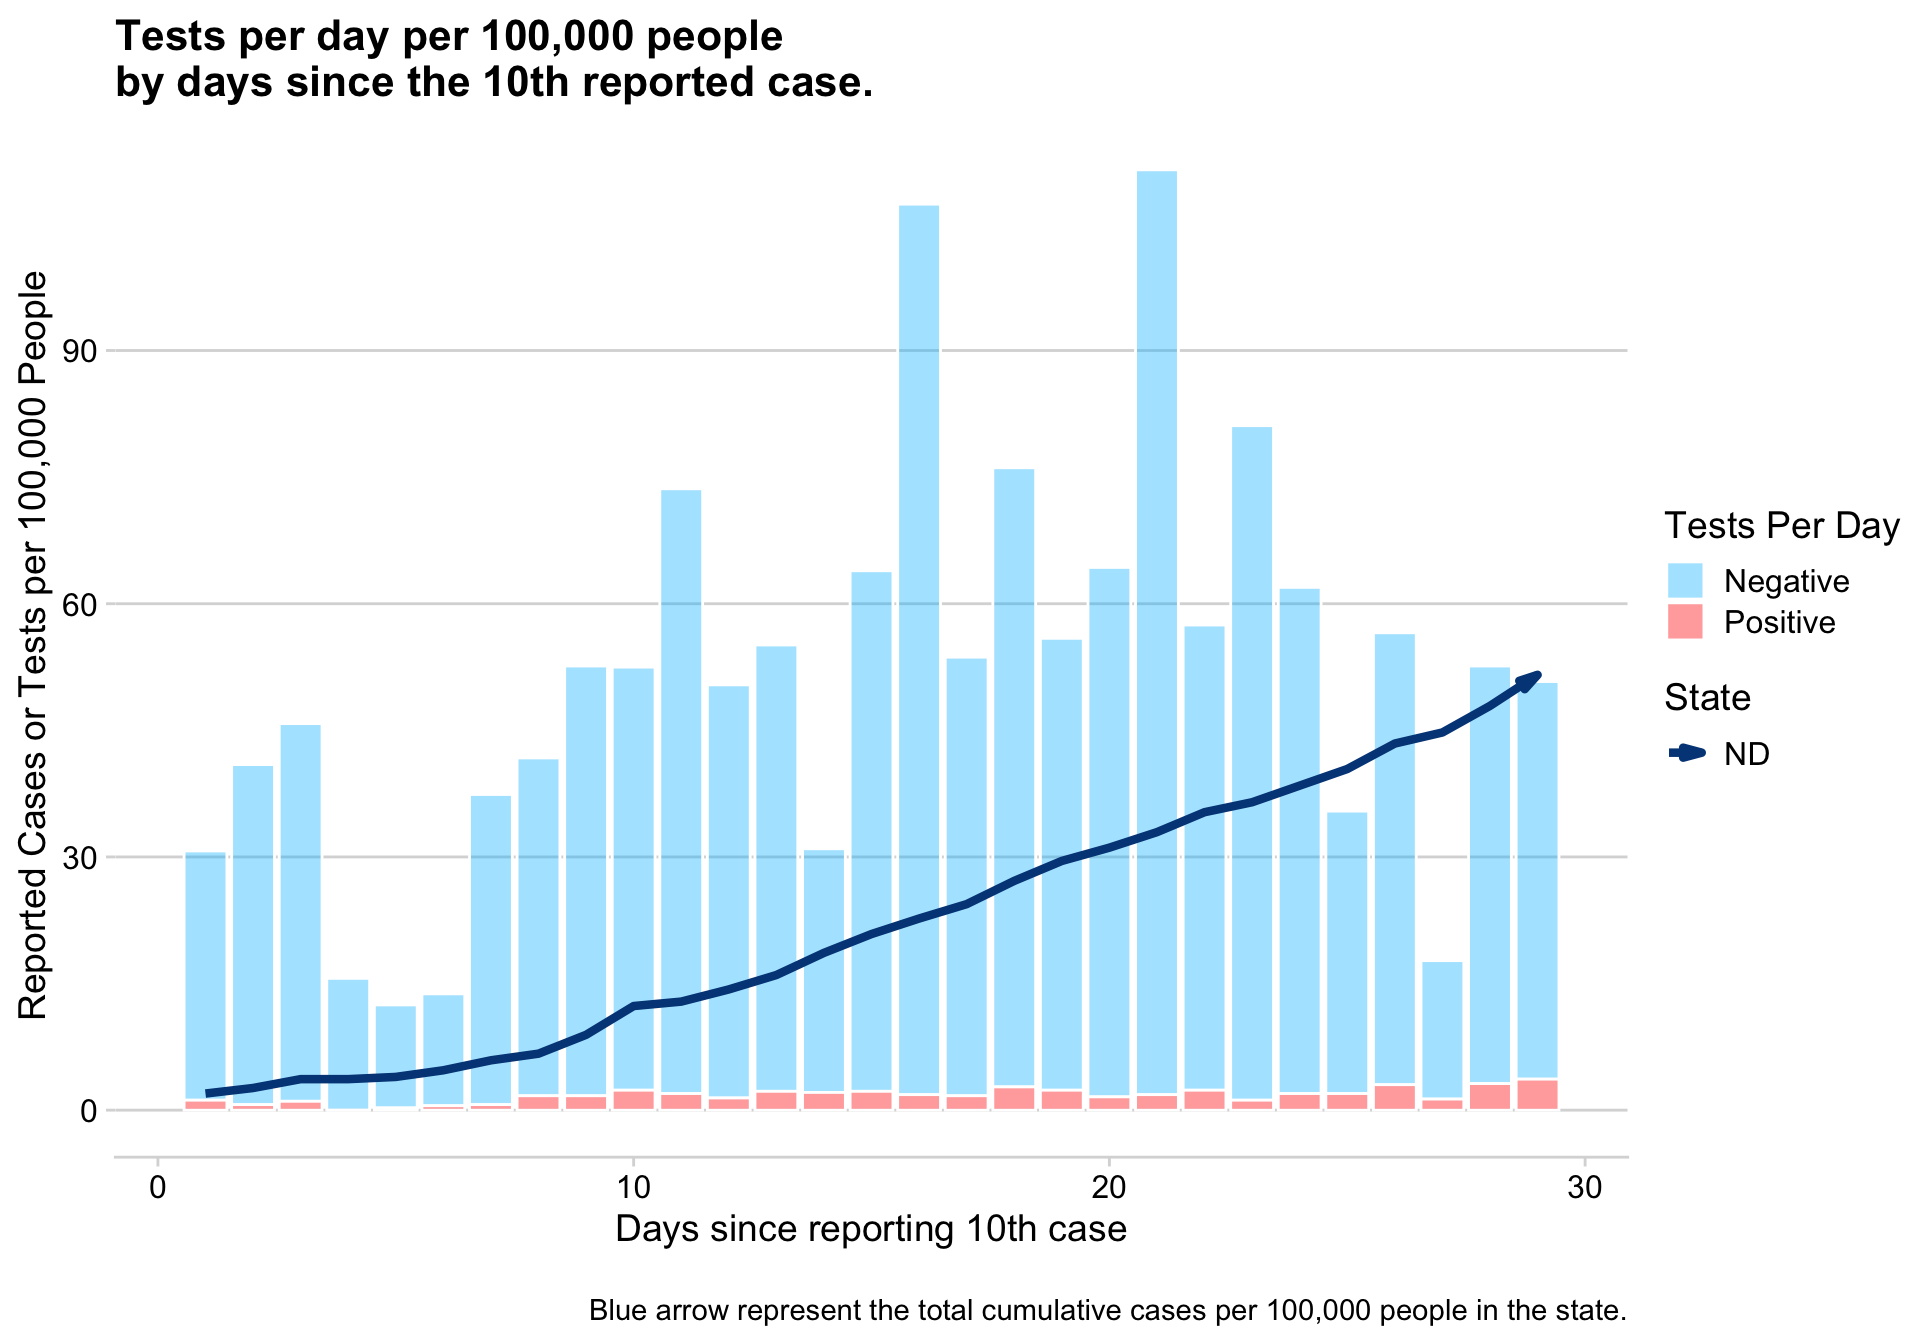 Tests per day per 100,000 people
by days since the 10th reported case.
Reported Cases or Tests per 100,000 People
90
60
30
0
0
10
20
30
Days since reporting 10th case
Tests Per Day
Negative
Positive
State
ND
Blue arrow represent the total cumulative cases per 100,000 people in the state.